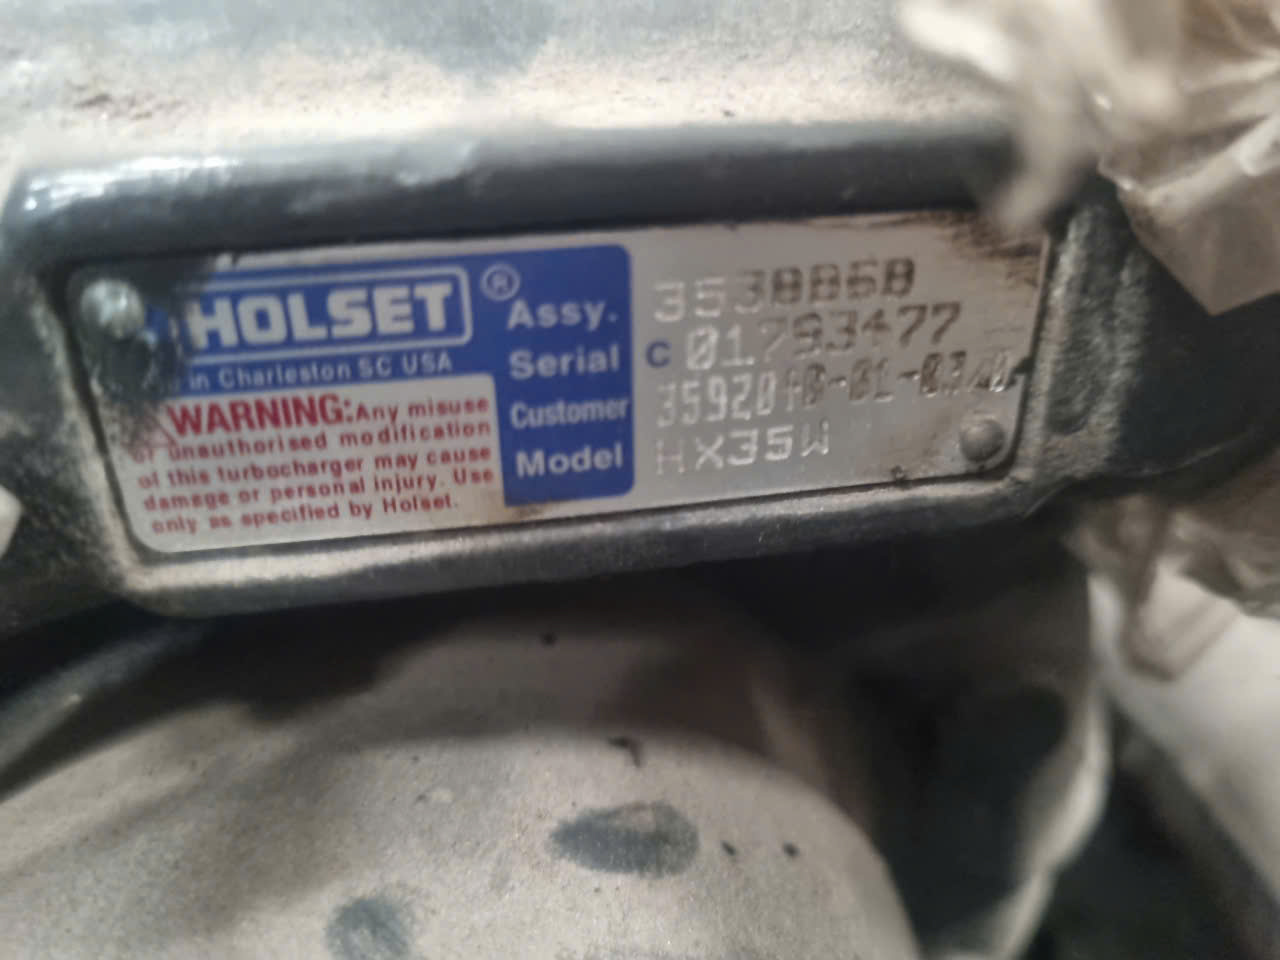 HOLSET ®
in Charleston SC USA
WARNING: Any misuse
or unauthorised modification
of this turbocharger may cause
damage or personal injury. Use
only as specified by Holset.
Assy. 3538868
Serial C 01793477
Customer
Model HX35W